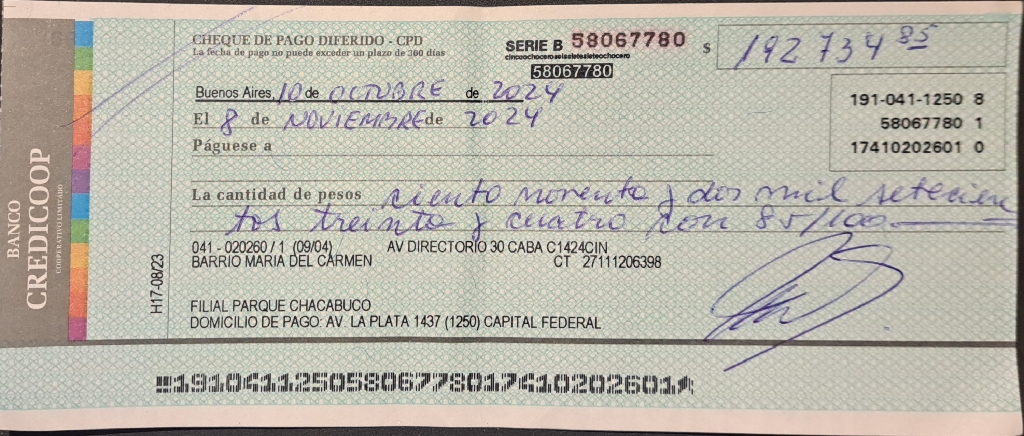 BANCO
CREDICOOP
COOPERATIVO LIMITADO
H17-08/23
CHEQUE DE PAGO DIFERIDO - CPD
La fecha de pago no puede exceder un plazo de 360 días
SERIE B 58067780
cincoochoceroseissietesieteochocero
58067780
$ 192 734 85
Buenos Aires, 10 de OCTUBRE de 2024
El 8 de NOVIEMBRE de 2024
Páguese a
191-041-1250 8
58067780 1
17410202601 0
La cantidad de pesos ciento noventa y dos mil setecien
tos treinta y cuatro con 85/100
041 - 020260 / 1 (09/04) AV DIRECTORIO 30 CABA C1424CIN
BARRIO MARIA DEL CARMEN CT 27111206398
FILIAL PARQUE CHACABUCO
DOMICILIO DE PAGO: AV. LA PLATA 1437 (1250) CAPITAL FEDERAL
191041125058067780174102026014